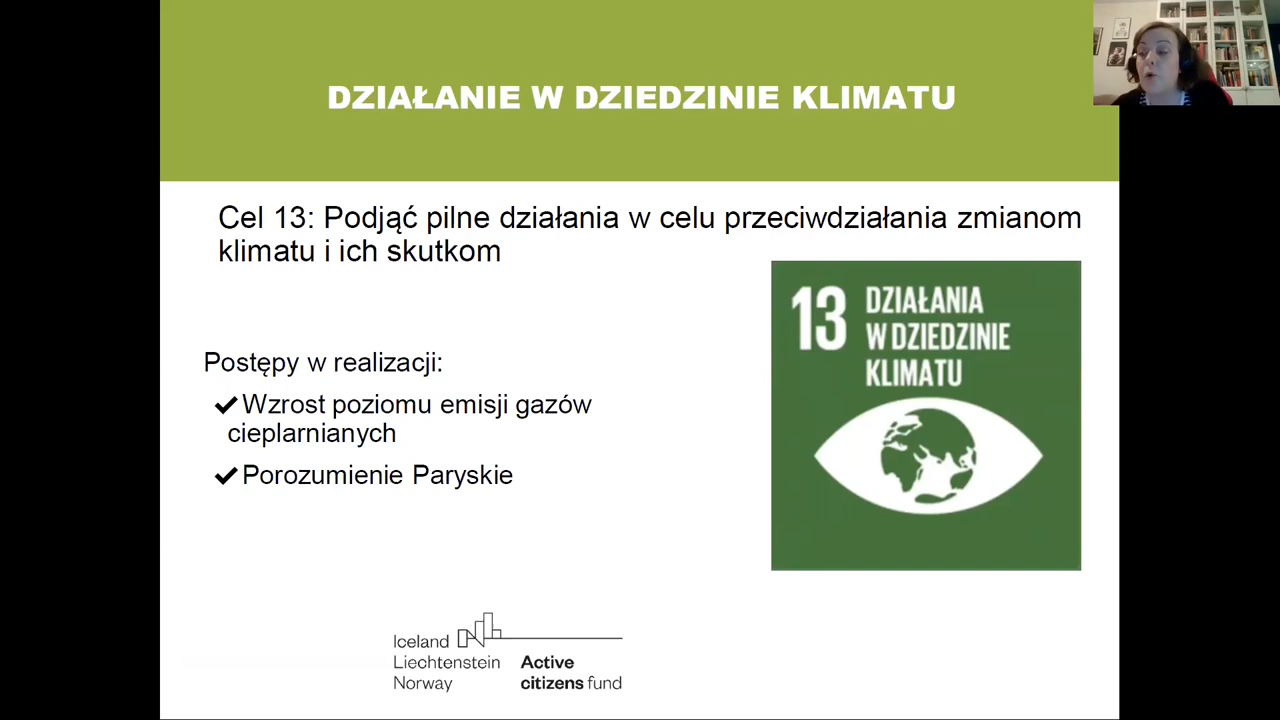 DZIAŁANIE W DZIEDZINIE KLIMATU
Cel 13: Podjąć pilne działania w celu przeciwdziałania zmianom
klimatu i ich skutkom
13 DZIAŁANIA
W DZIEDZINIE
KLIMATU
Postępy w realizacji:
✔Wzrost poziomu emisji gazów
cieplarnianych
✔Porozumienie Paryskie
Iceland
Liechtenstein Active
Norway citizens fund